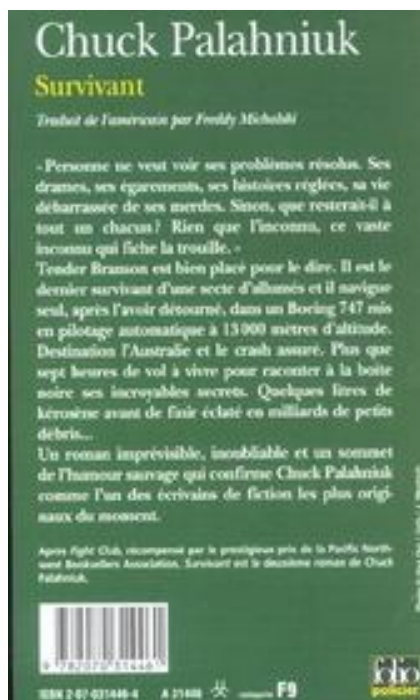 Chuck Palahniuk
Survivant
Traduit de l'américain par Freddy Michalski
«Personne ne veut voir ses problèmes résolus. Ses
drames, ses égarements, ses histoires réglées, sa vie
débarrassée de ses merdes. Sinon, que resterait-il à
tout un chacun? Rien que l'inconnu, ce vaste
inconnu qui fiche la trouille.»
Tender Branson est bien placé pour le dire. Il est le
dernier survivant d'une secte d'allumés et il navigue
seul, après l'avoir détourné, dans un Boeing 747 mis
en pilotage automatique à 13 000 mètres d'altitude.
Destination l'Australie et le crash assuré. Plus que
sept heures de vol à vivre pour raconter à la boîte
noire ses incroyables secrets. Quelques litres de
kérosène avant de finir éclaté en milliards de petits
débris...
Un roman imprévisible, inoubliable et un sommet
de l'humour sauvage qui confirme Chuck Palahniuk
comme l'un des écrivains de fiction les plus origi-
naux du moment.
Après Fight Club, récompensé par le prestigieux prix de la Pacific North-
west Booksellers Association, Survivant est le deuxième roman de Chuck
Palahniuk.
9 782070 314461
ISBN 2-07-031446-4 A 31446 catégorie F9
folio
policier